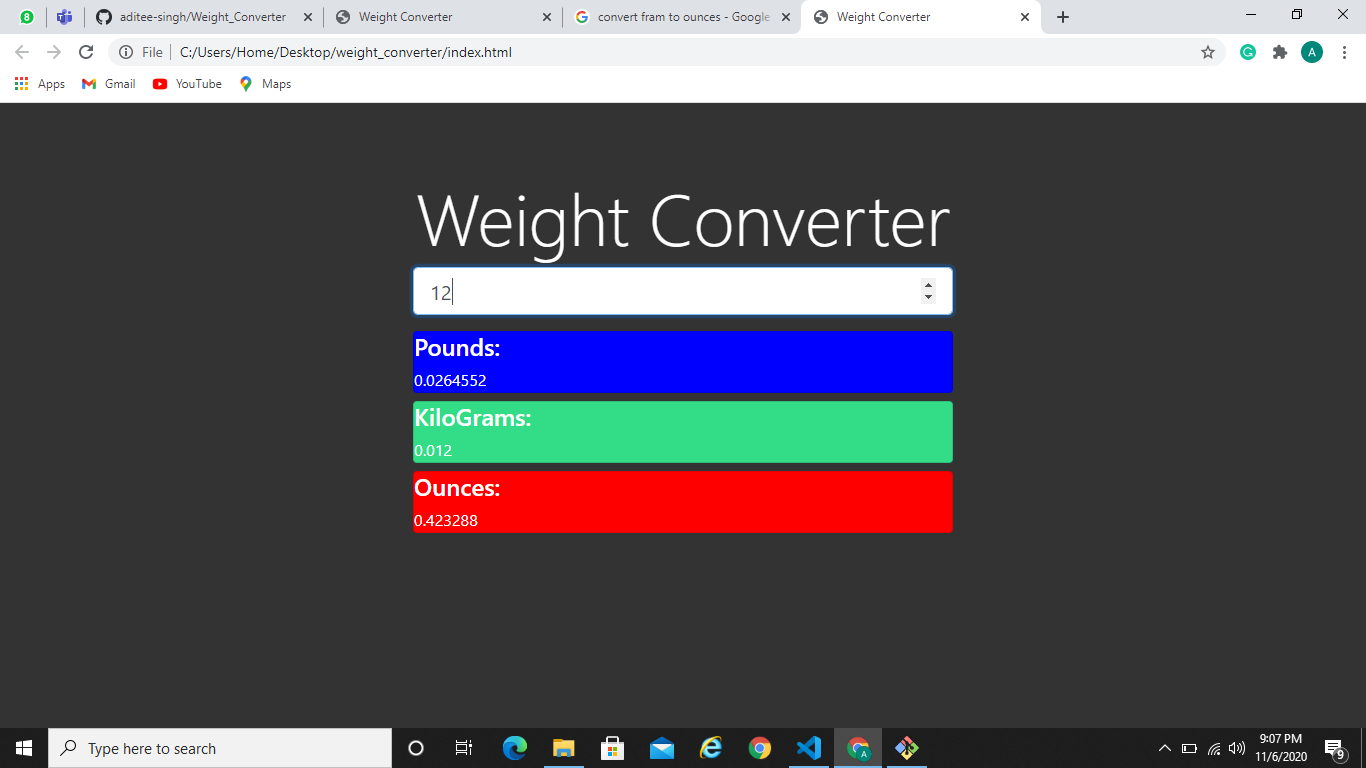 8
aditee-singh/Weight_Converter
Weight Converter
convert fram to ounces - Google
Weight Converter
File
C:/Users/Home/Desktop/weight_converter/index.html
A
Apps
Gmail
YouTube
Maps
Weight Converter
12
Pounds:
0.0264552
KiloGrams:
0.012
Ounces:
0.423288
Type here to search
A
9:07 PM
11/6/2020
9